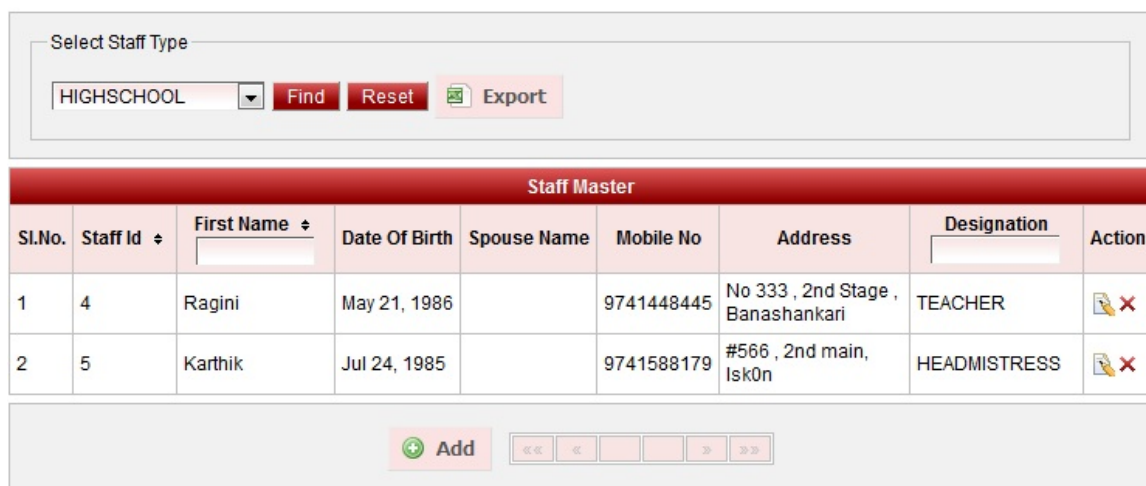 Select Staff Type
HIGHSCHOOL Find Reset Export
Staff Master
Sl.No. Staff Id First Name Date Of Birth Spouse Name Mobile No Address Designation Action
1 4 Ragini May 21, 1986 9741448445 No 333 , 2nd Stage , TEACHER
Banashankari
2 5 Karthik Jul 24, 1985 9741588179 #566 , 2nd main, HEADMISTRESS
Isk0n
Add «« « » »»